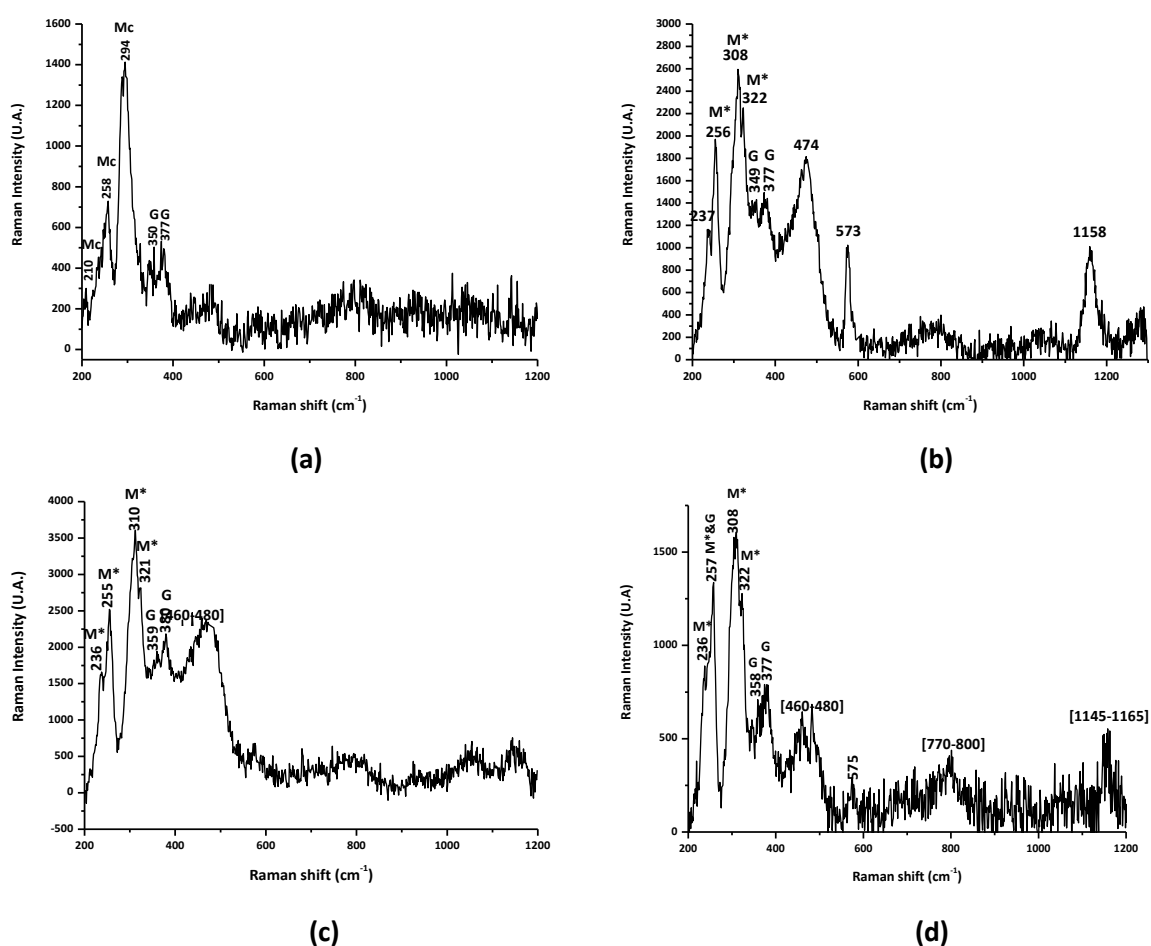 Mc
294
Mc
258
Mc
210
G
350
G
377
1600
1400
1200
1000
800
600
400
200
0
200 400 600 800 1000 1200
Raman Intensity (U.A.)
Raman shift (cm-1)
(a)
M*
308
M*
322
M*
256
237
G
349
G
377
474
573
1158
3000
2800
2600
2400
2200
2000
1800
1600
1400
1200
1000
800
600
400
200
0
200 400 600 800 1000 1200
Raman Intensity (U.A.)
Raman shift (cm-1)
(b)
M*
310
M*
321
M*
255
M*
236
G
359
G
380
[460-480]
4000
3500
3000
2500
2000
1500
1000
500
0
-500
200 400 600 800 1000 1200
Raman Intensity (U.A.)
Raman shift (cm-1)
(c)
M*
308
M*
322
257 M*&G
M*
236
G
358
G
377
[460-480]
575
[770-800]
[1145-1165]
1500
1000
500
0
200 400 600 800 1000 1200
Raman Intensity (U.A)
Raman shift (cm-1)
(d)